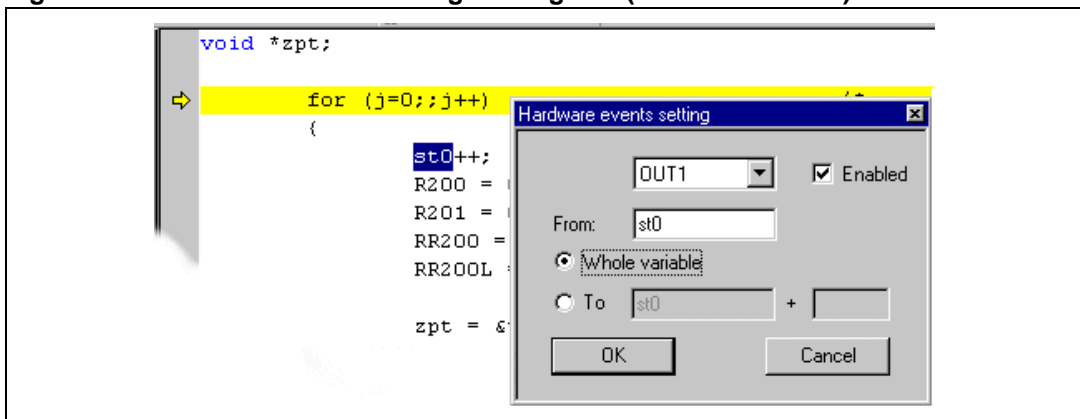 void *zpt;
for (j=0;;j++)
{
st0++;
R200 =
R201 =
RR200 =
RR200L
zpt = &
Hardware events setting
OUT1
Enabled
From: st0
Whole variable
To st0 +
OK Cancel